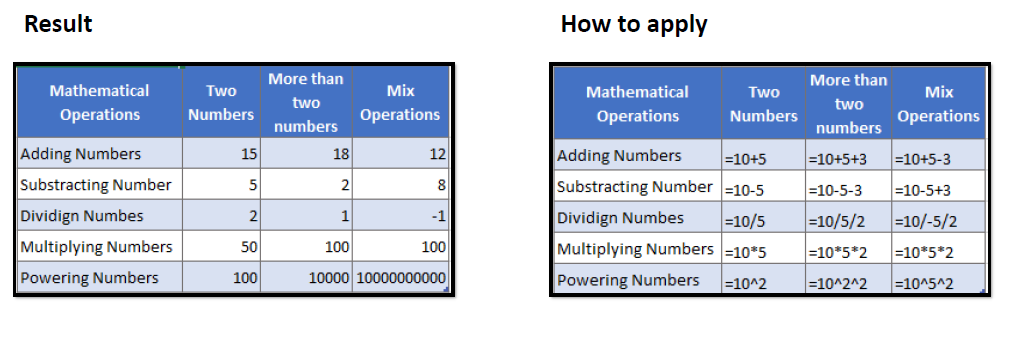 Result
How to apply
Mathematical Operations Two Numbers More than two numbers Mix Operations
Adding Numbers 15 18 12
Substracting Number 5 2 8
Dividign Numbes 2 1 -1
Multiplying Numbers 50 100 100
Powering Numbers 100 10000 10000000000
Mathematical Operations Two Numbers More than two numbers Mix Operations
Adding Numbers =10+5 =10+5+3 =10+5-3
Substracting Number =10-5 =10-5-3 =10-5+3
Dividign Numbes =10/5 =10/5/2 =10/-5/2
Multiplying Numbers =10*5 =10*5*2 =10*5*2
Powering Numbers =10^2 =10^2^2 =10^5^2